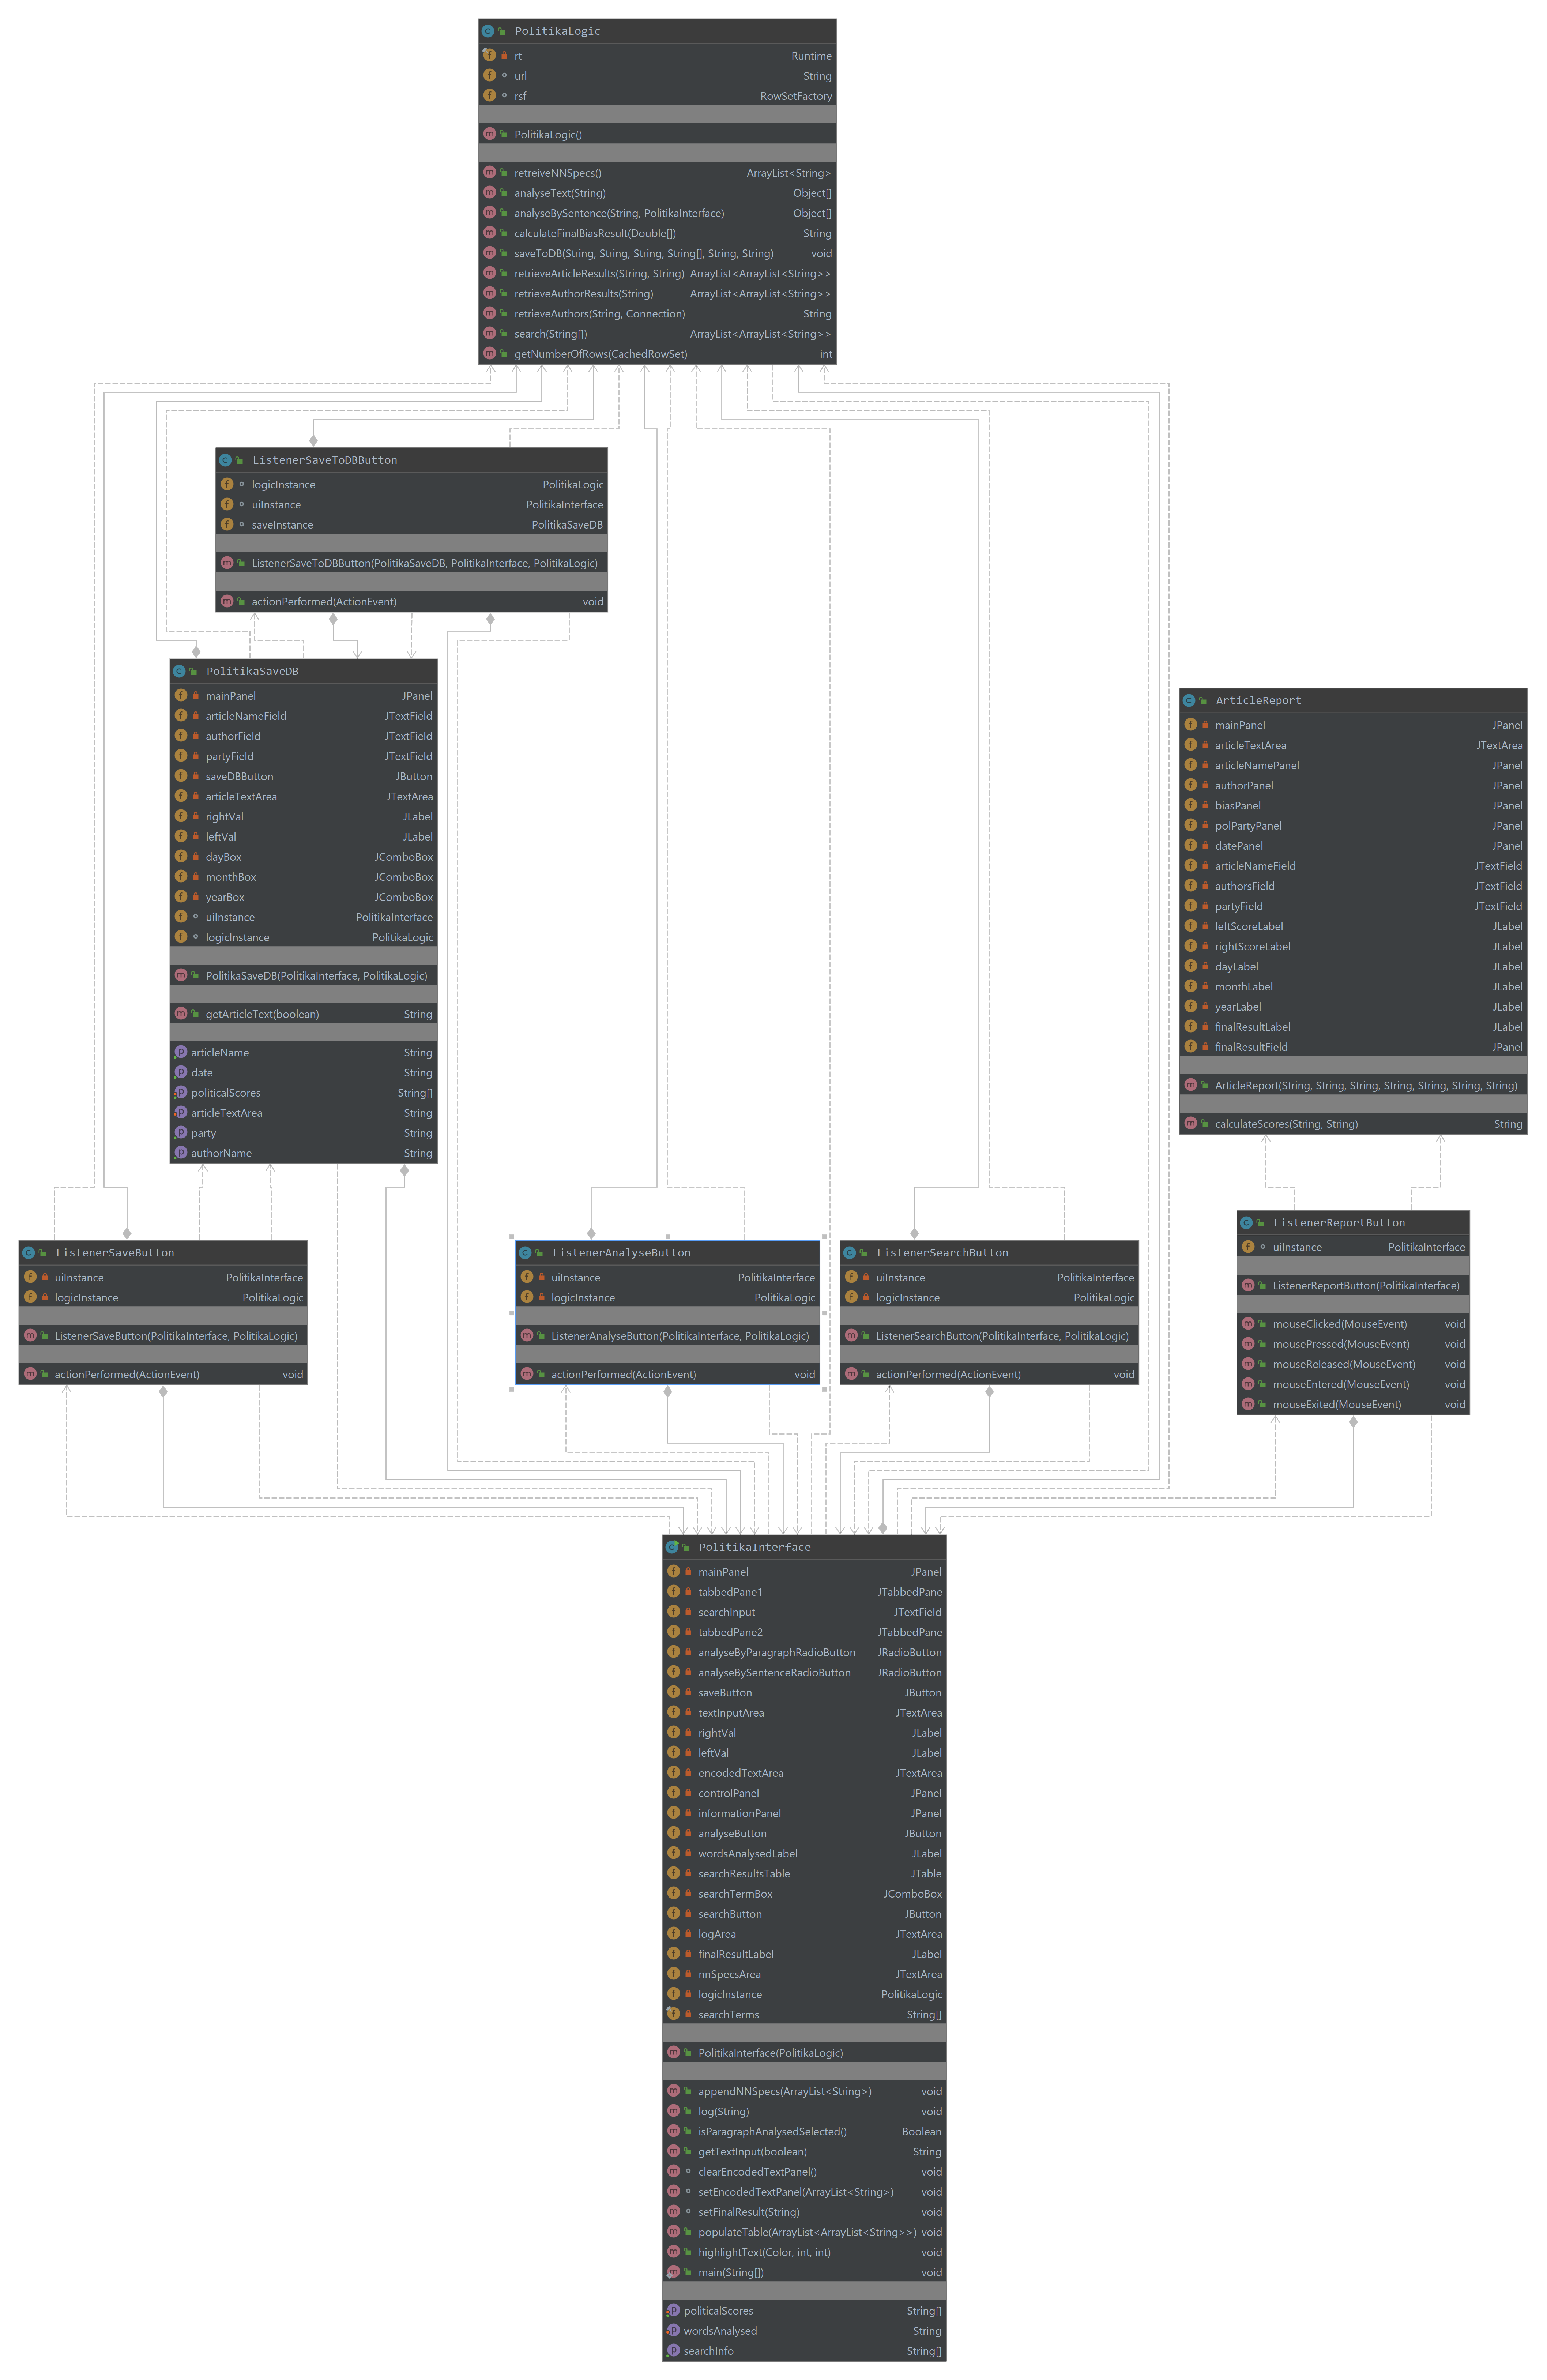 PolitikaLogic
rt Runtime
url String
rsf RowSetFactory
PolitikaLogic()
retreiveNNSpecs() ArrayList<String>
analyseText(String) Object[]
analyseBySentence(String, PolitikaInterface) Object[]
calculateFinalBiasResult(Double[]) String
saveToDB(String, String, String, String[], String, String) void
retrieveArticleResults(String, String) ArrayList<ArrayList<String>>
retrieveAuthorResults(String) ArrayList<ArrayList<String>>
retrieveAuthors(String, Connection) String
search(String[]) ArrayList<ArrayList<String>>
getNumberOfRows(CachedRowSet) int
ListenerSaveToDBButton
logicInstance PolitikaLogic
uiInstance PolitikaInterface
saveInstance PolitikaSaveDB
ListenerSaveToDBButton(PolitikaSaveDB, PolitikaInterface, PolitikaLogic)
actionPerformed(ActionEvent) void
PolitikaSaveDB
mainPanel JPanel
articleNameField JTextField
authorField JTextField
partyField JTextField
saveDBButton JButton
articleTextArea JTextArea
rightVal JLabel
leftVal JLabel
dayBox JComboBox
monthBox JComboBox
yearBox JComboBox
uiInstance PolitikaInterface
logicInstance PolitikaLogic
PolitikaSaveDB(PolitikaInterface, PolitikaLogic)
getArticleText(boolean) String
articleName String
date String
politicalScores String[]
articleTextArea String
party String
authorName String
ArticleReport
mainPanel JPanel
articleTextArea JTextArea
articleNamePanel JPanel
authorPanel JPanel
biasPanel JPanel
polPartyPanel JPanel
datePanel JPanel
articleNameField JTextField
authorsField JTextField
partyField JTextField
leftScoreLabel JLabel
rightScoreLabel JLabel
dayLabel JLabel
monthLabel JLabel
yearLabel JLabel
finalResultLabel JLabel
finalResultField JPanel
ArticleReport(String, String, String, String, String, String, String)
calculateScores(String, String) String
ListenerSaveButton
uiInstance PolitikaInterface
logicInstance PolitikaLogic
ListenerSaveButton(PolitikaInterface, PolitikaLogic)
actionPerformed(ActionEvent) void
ListenerAnalyseButton
uiInstance PolitikaInterface
logicInstance PolitikaLogic
ListenerAnalyseButton(PolitikaInterface, PolitikaLogic)
actionPerformed(ActionEvent) void
ListenerSearchButton
uiInstance PolitikaInterface
logicInstance PolitikaLogic
ListenerSearchButton(PolitikaInterface, PolitikaLogic)
actionPerformed(ActionEvent) void
ListenerReportButton
uiInstance PolitikaInterface
ListenerReportButton(PolitikaInterface)
mouseClicked(MouseEvent) void
mousePressed(MouseEvent) void
mouseReleased(MouseEvent) void
mouseEntered(MouseEvent) void
mouseExited(MouseEvent) void
PolitikaInterface
mainPanel JPanel
tabbedPane1 JTabbedPane
searchInput JTextField
tabbedPane2 JTabbedPane
analyseByParagraphRadioButton JRadioButton
analyseBySentenceRadioButton JRadioButton
saveButton JButton
textInputArea JTextArea
rightVal JLabel
leftVal JLabel
encodedTextArea JTextArea
controlPanel JPanel
informationPanel JPanel
analyseButton JButton
wordsAnalysedLabel JLabel
searchResultsTable JTable
searchTermBox JComboBox
searchButton JButton
logArea JTextArea
finalResultLabel JLabel
nnSpecsArea JTextArea
logicInstance PolitikaLogic
searchTerms String[]
PolitikaInterface(PolitikaLogic)
appendNNSpecs(ArrayList<String>) void
log(String) void
isParagraphAnalysedSelected() Boolean
getTextInput(boolean) String
clearEncodedTextPanel() void
setEncodedTextPanel(ArrayList<String>) void
setFinalResult(String) void
populateTable(ArrayList<ArrayList<String>>) void
highlightText(Color, int, int) void
main(String[]) void
politicalScores String[]
wordsAnalysed String
searchInfo String[]